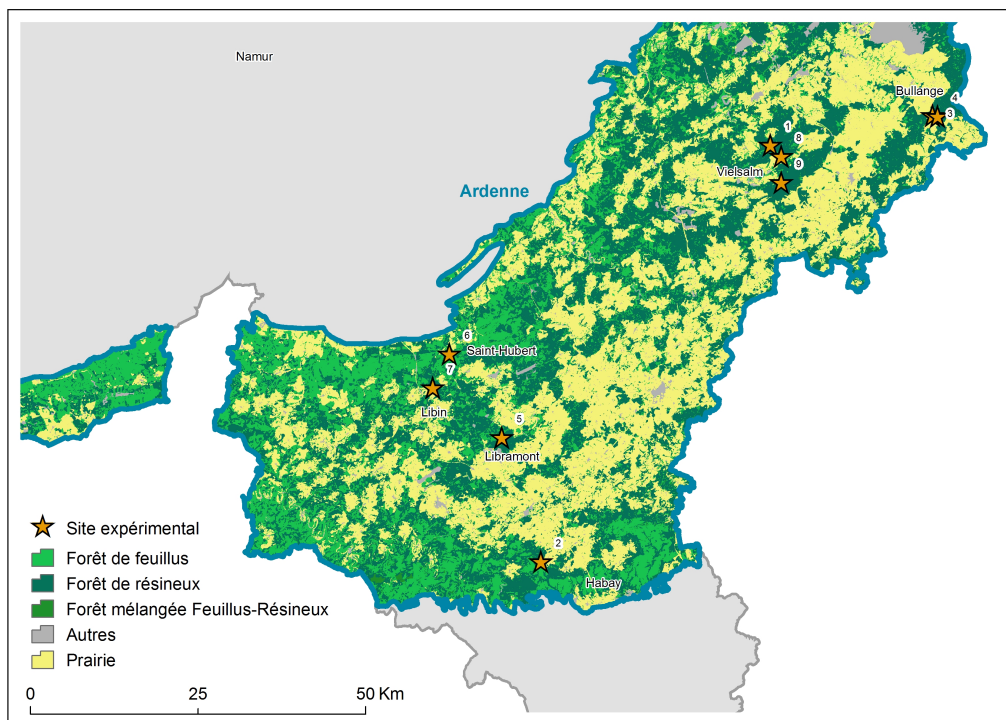 Namur
Bullange
4
3
1
8
9
Vielsalm
Ardenne
6
Saint-Hubert
7
Libin
5
Libramont
2
Habay
Site expérimental
Forêt de feuillus
Forêt de résineux
Forêt mélangée Feuillus-Résineux
Autres
Prairie
0 25 50 Km